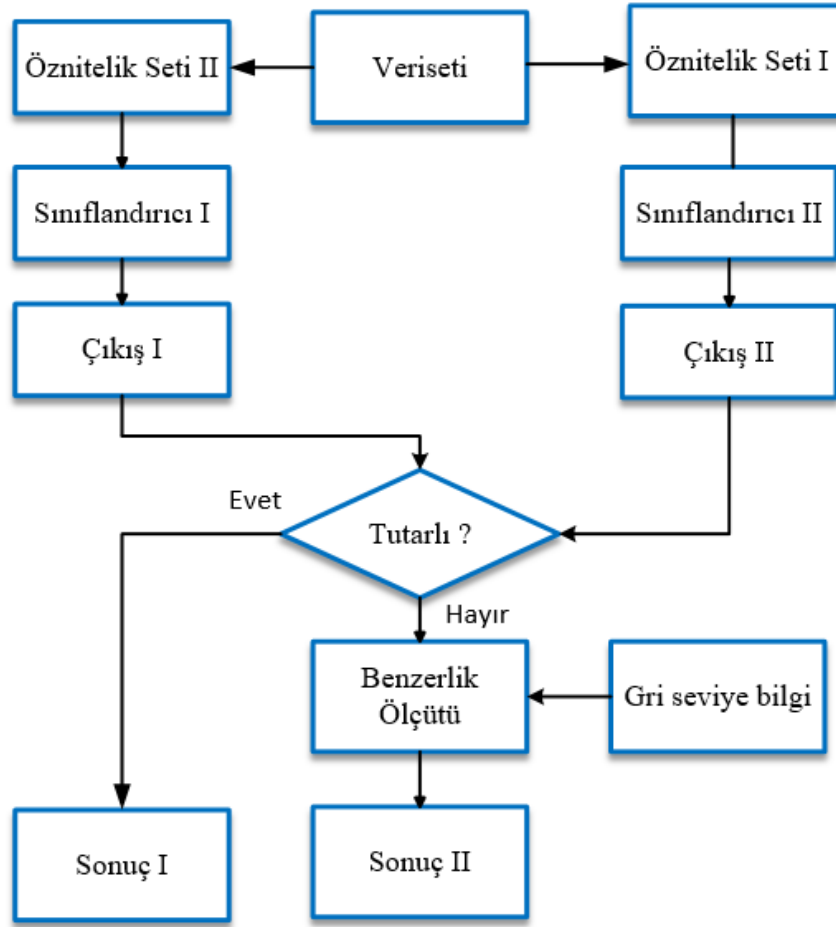 Öznitelik Seti II
Veriseti
Öznitelik Seti I
Sınıflandırıcı I
Sınıflandırıcı II
Çıkış I
Çıkış II
Evet
Tutarlı ?
Hayır
Benzerlik
Ölçütü
Gri seviye bilgi
Sonuç I
Sonuç II